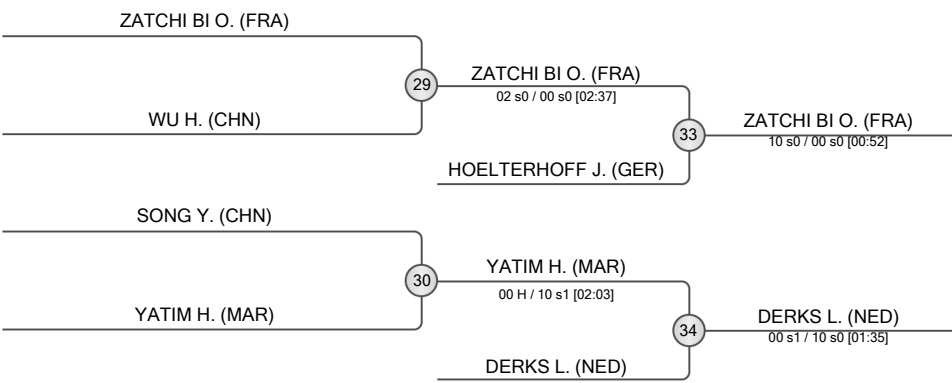 ZATCHI BI O. (FRA)
29
ZATCHI BI O. (FRA)
02 s0 / 00 s0 [02:37]
WU H. (CHN)
33
ZATCHI BI O. (FRA)
10 s0 / 00 s0 [00:52]
HOELTERHOFF J. (GER)
SONG Y. (CHN)
30
YATIM H. (MAR)
00 H / 10 s1 [02:03]
YATIM H. (MAR)
34
DERKS L. (NED)
00 s1 / 10 s0 [01:35]
DERKS L. (NED)